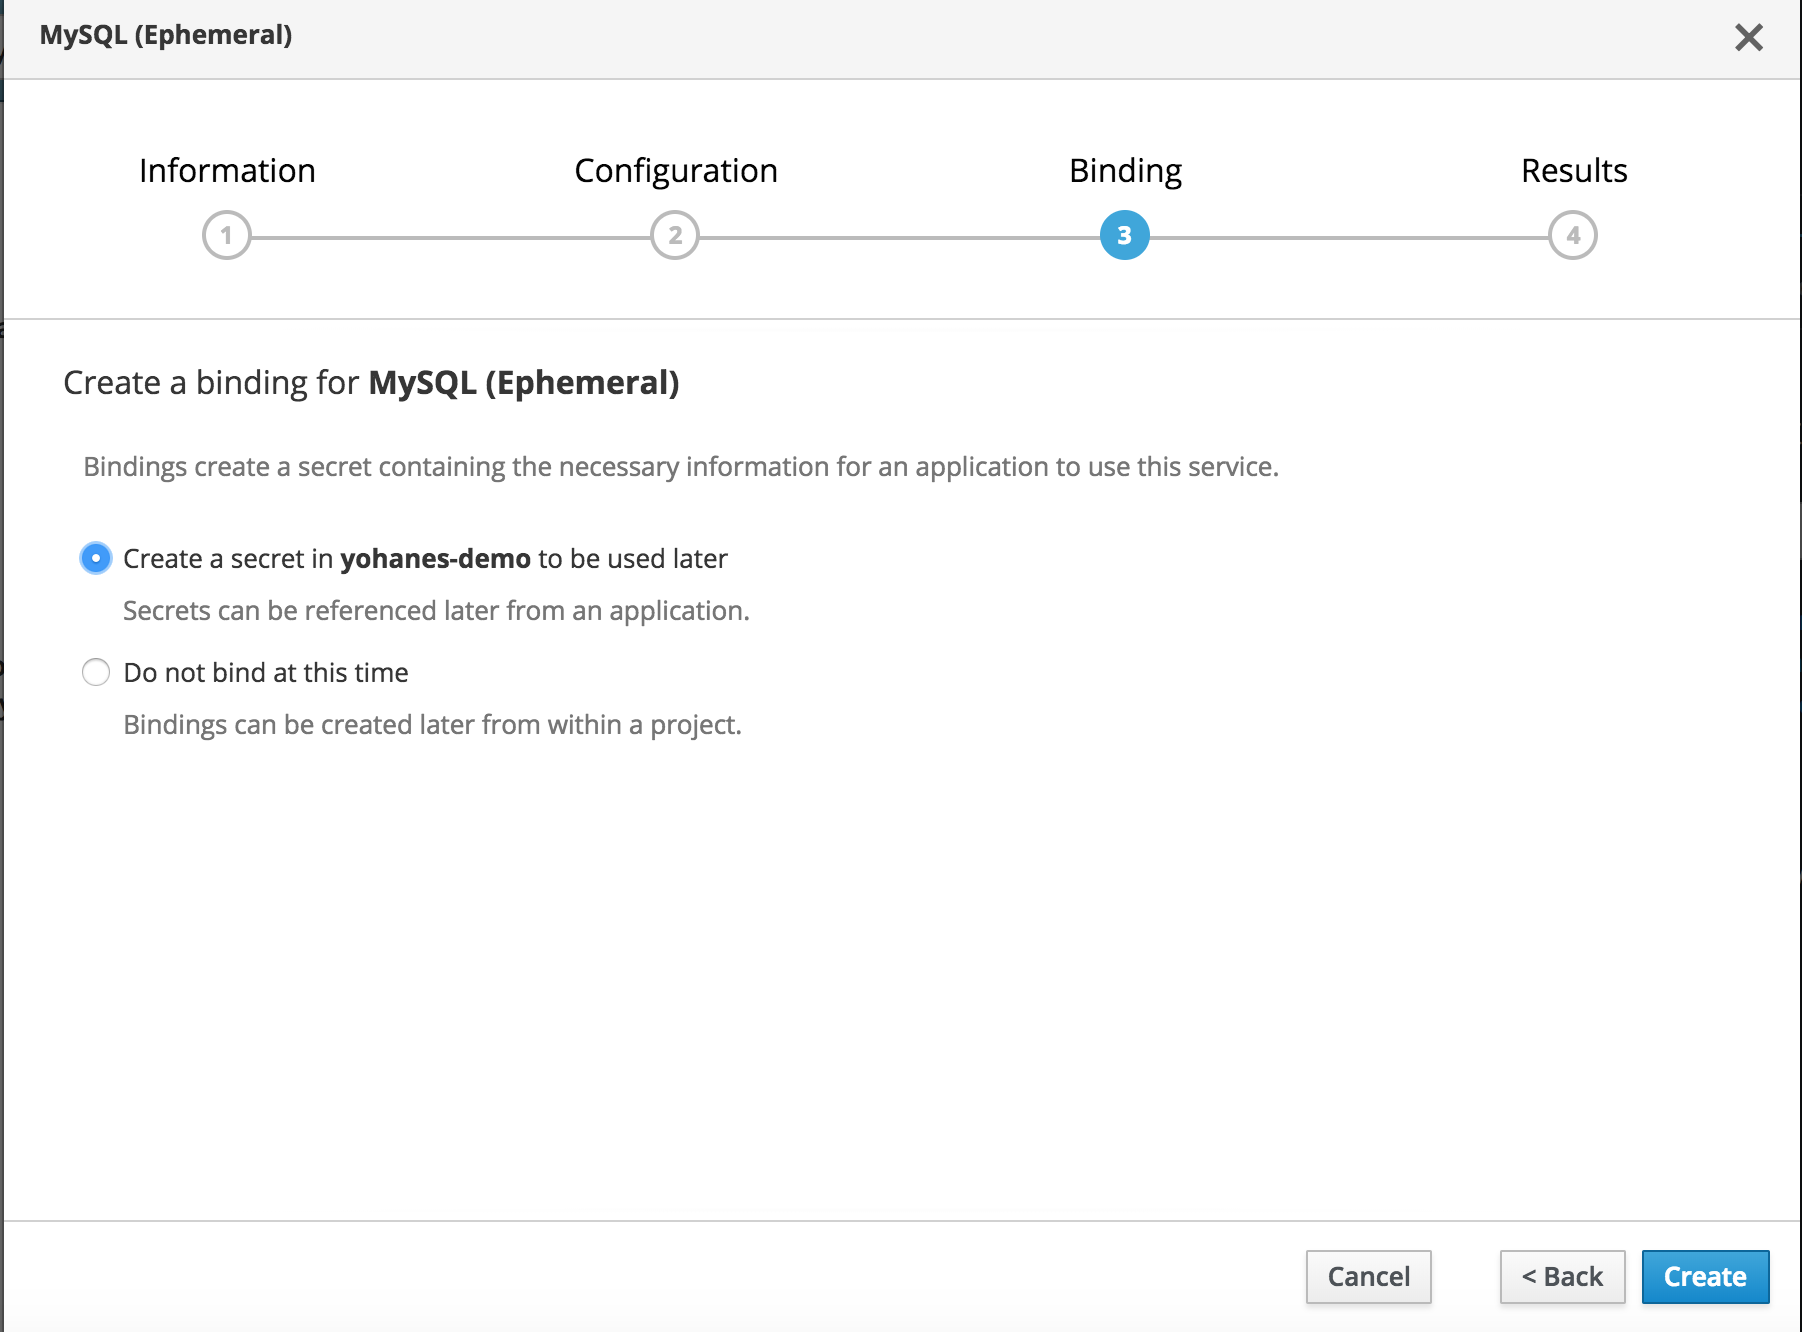 MySQL (Ephemeral)
Information
Configuration
Binding
Results
1
2
3
4
Create a binding for MySQL (Ephemeral)
Bindings create a secret containing the necessary information for an application to use this service.
Create a secret in yohanes-demo to be used later
Secrets can be referenced later from an application.
Do not bind at this time
Bindings can be created later from within a project.
Cancel
< Back
Create